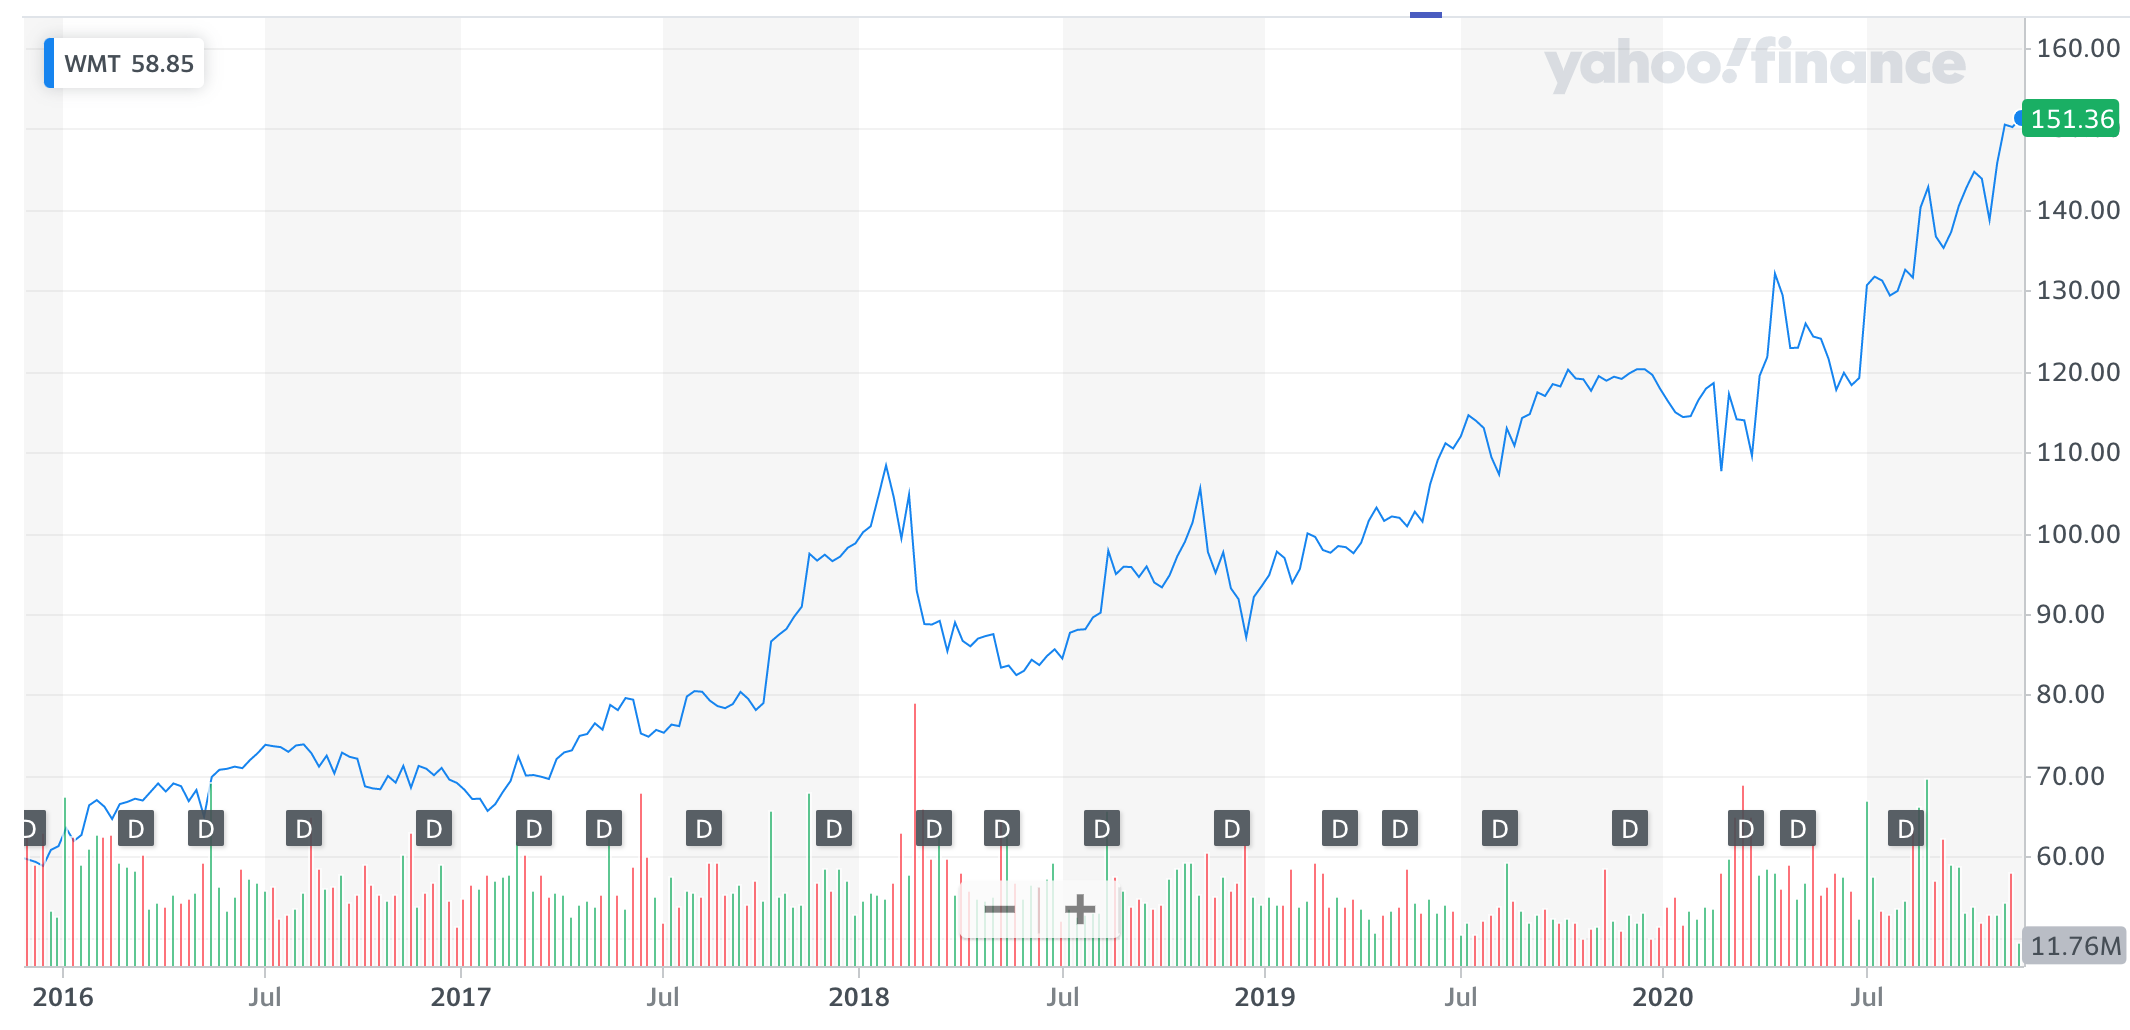 WMT 58.85
yahoo!finance
160.00
151.36
140.00
130.00
120.00
110.00
100.00
90.00
80.00
70.00
D D D D D D D D D D D D D D D D D D D
60.00
− +
11.76M
2016 Jul 2017 Jul 2018 Jul 2019 Jul 2020 Jul